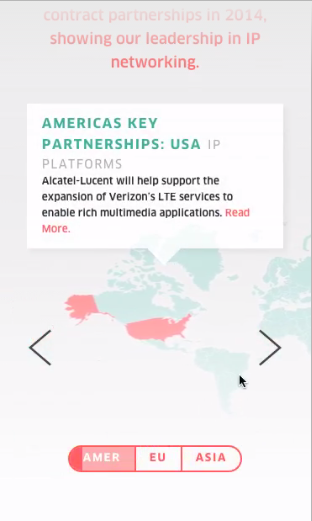 contract partnerships in 2014,
showing our leadership in IP
networking.
AMERICAS KEY
PARTNERSHIPS: USA IP
PLATFORMS
Alcatel-Lucent will help support the
expansion of Verizon's LTE services to
enable rich multimedia applications. Read
More.
AMER EU ASIA